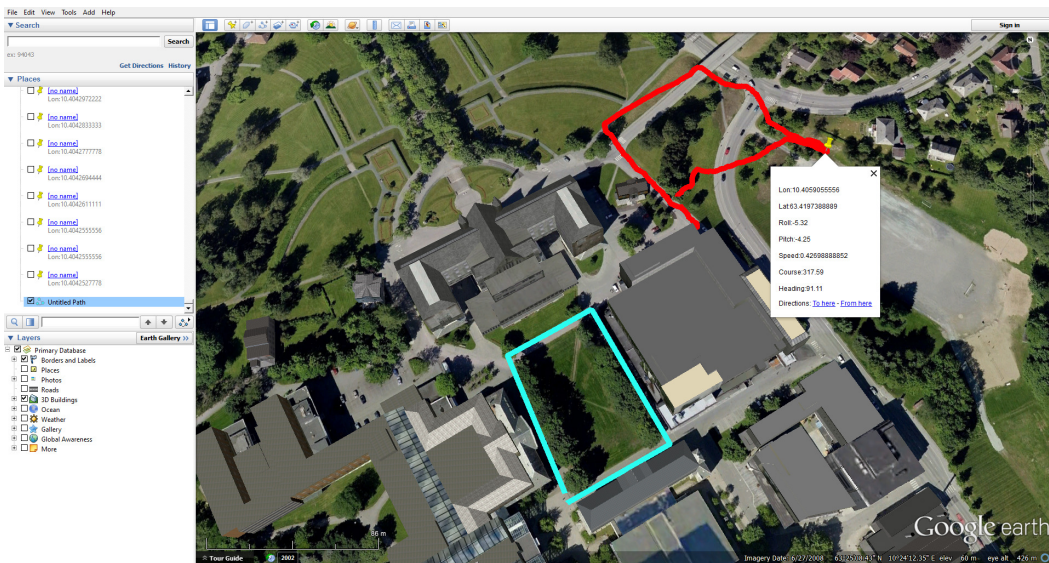 File Edit View Tools Add Help
▼ Search
Search
ex: 94043
Get Directions History
▼ Places
[no name]
Lon:10.4042972222
[no name]
Lon:10.4042833333
[no name]
Lon:10.4042777778
[no name]
Lon:10.4042694444
[no name]
Lon:10.4042611111
[no name]
Lon:10.4042555556
[no name]
Lon:10.4042555556
[no name]
Lon:10.4042527778
Untitled Path
▼ Layers
Earth Gallery >>
Primary Database
Borders and Labels
Places
Photos
Roads
3D Buildings
Ocean
Weather
Gallery
Global Awareness
More
Sign in
N
Lon:10.4059055556
Lat:63.4197388889
Roll:-5.32
Pitch:-4.25
Speed:0.42698888852
Course:317.59
Heading:91.11
Directions: To here - From here
86 m
Google earth
Tour Guide
2002
Imagery Date: 6/27/2008
10°24'12.35" E elev 60 m eye alt 426 m